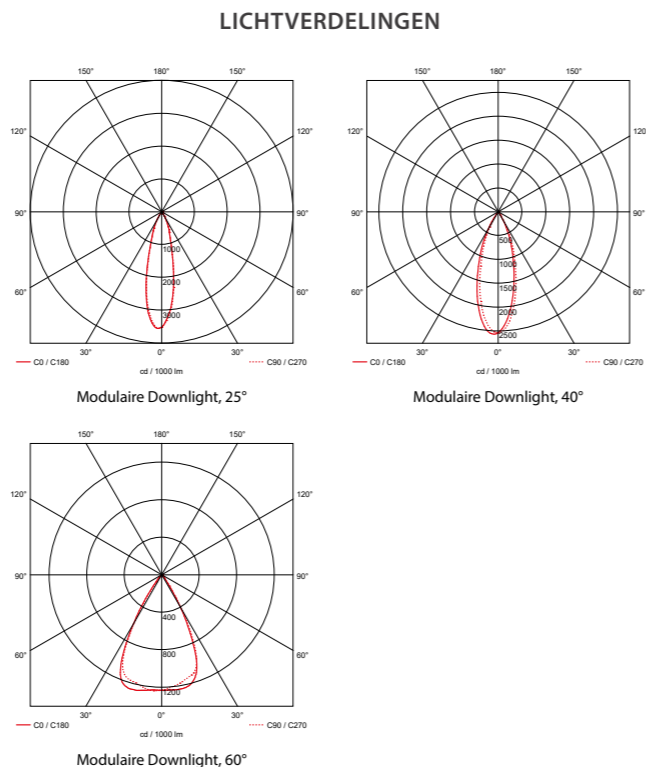 LICHTVERDELINGEN
150° 180° 150°
120° 120°
90° 90°
60° 60°
1000
2000
3000
30° 0° 30°
C0 / C180 C90 / C270
cd / 1000 lm
Modulaire Downlight, 25°
150° 180° 150°
120° 120°
90° 90°
60° 60°
500
1000
1500
2000
2500
30° 0° 30°
C0 / C180 C90 / C270
cd / 1000 lm
Modulaire Downlight, 40°
150° 180° 150°
120° 120°
90° 90°
60° 60°
400
800
1200
30° 0° 30°
C0 / C180 C90 / C270
cd / 1000 lm
Modulaire Downlight, 60°